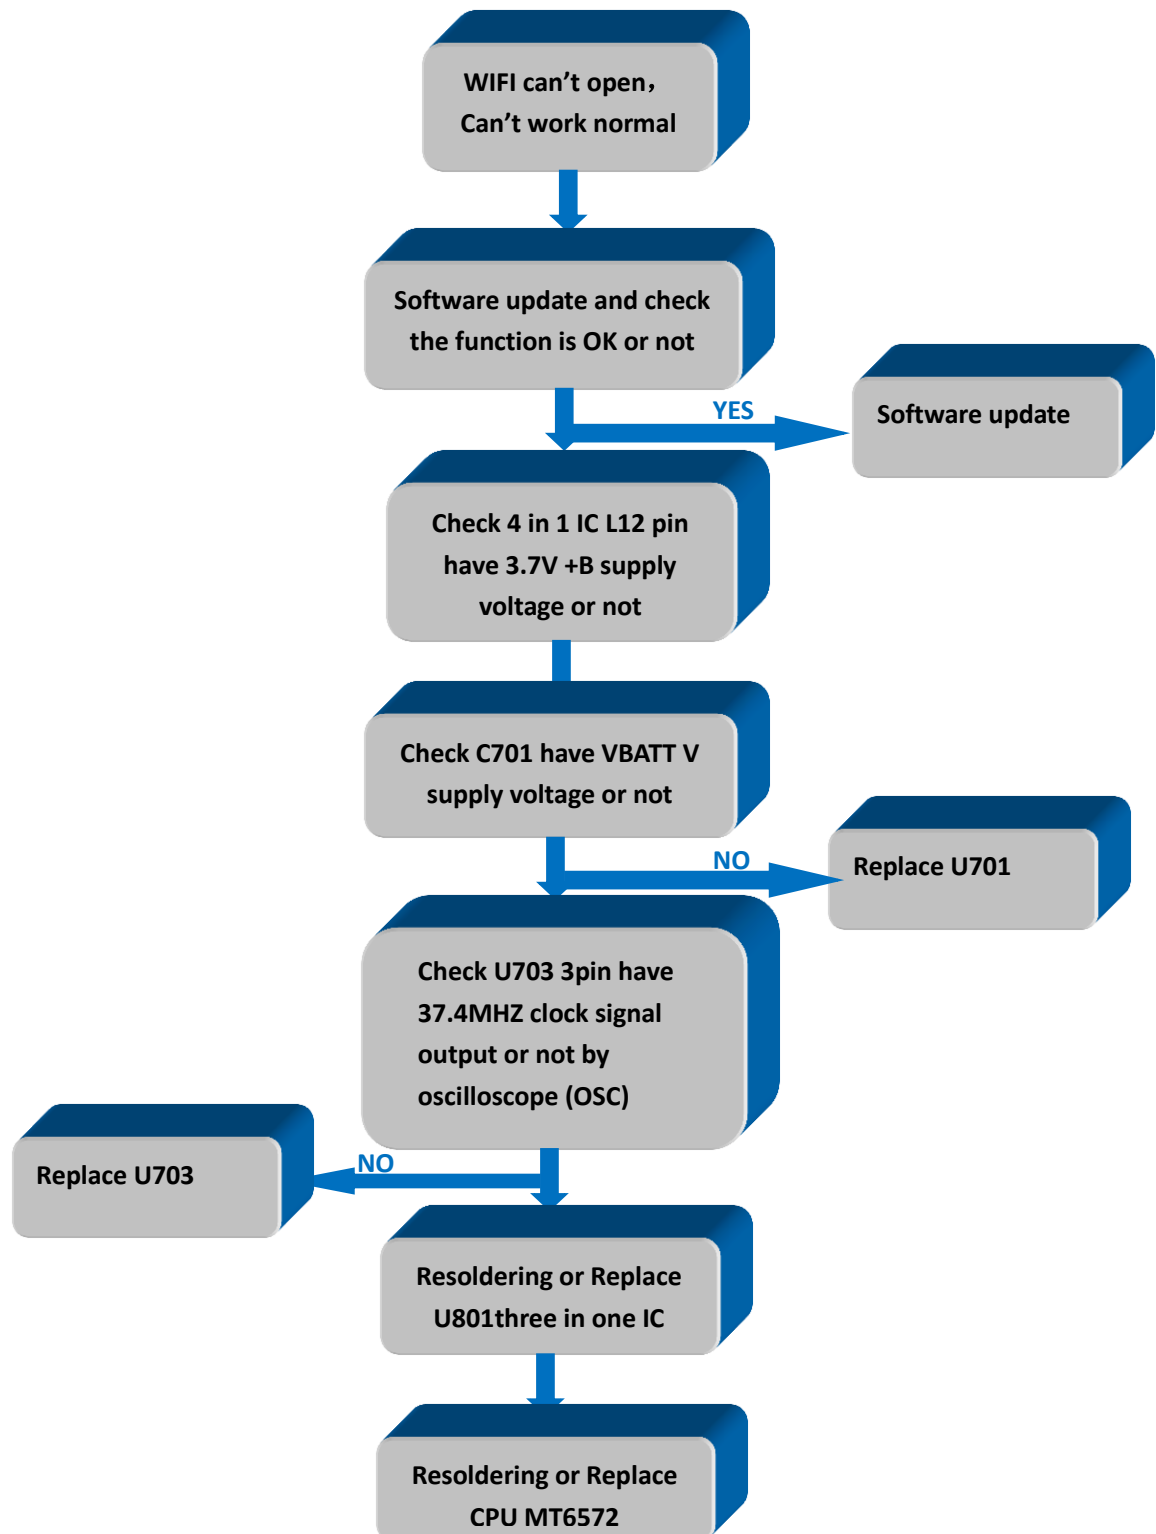 WIFI can’t open，
Can’t work normal
Software update and check
the function is OK or not
YES
Software update
Check 4 in 1 IC L12 pin
have 3.7V +B supply
voltage or not
Check C701 have VBATT V
supply voltage or not
NO
Replace U701
Check U703 3pin have
37.4MHZ clock signal
output or not by
oscilloscope (OSC)
NO
Replace U703
Resoldering or Replace
U801three in one IC
Resoldering or Replace
CPU MT6572